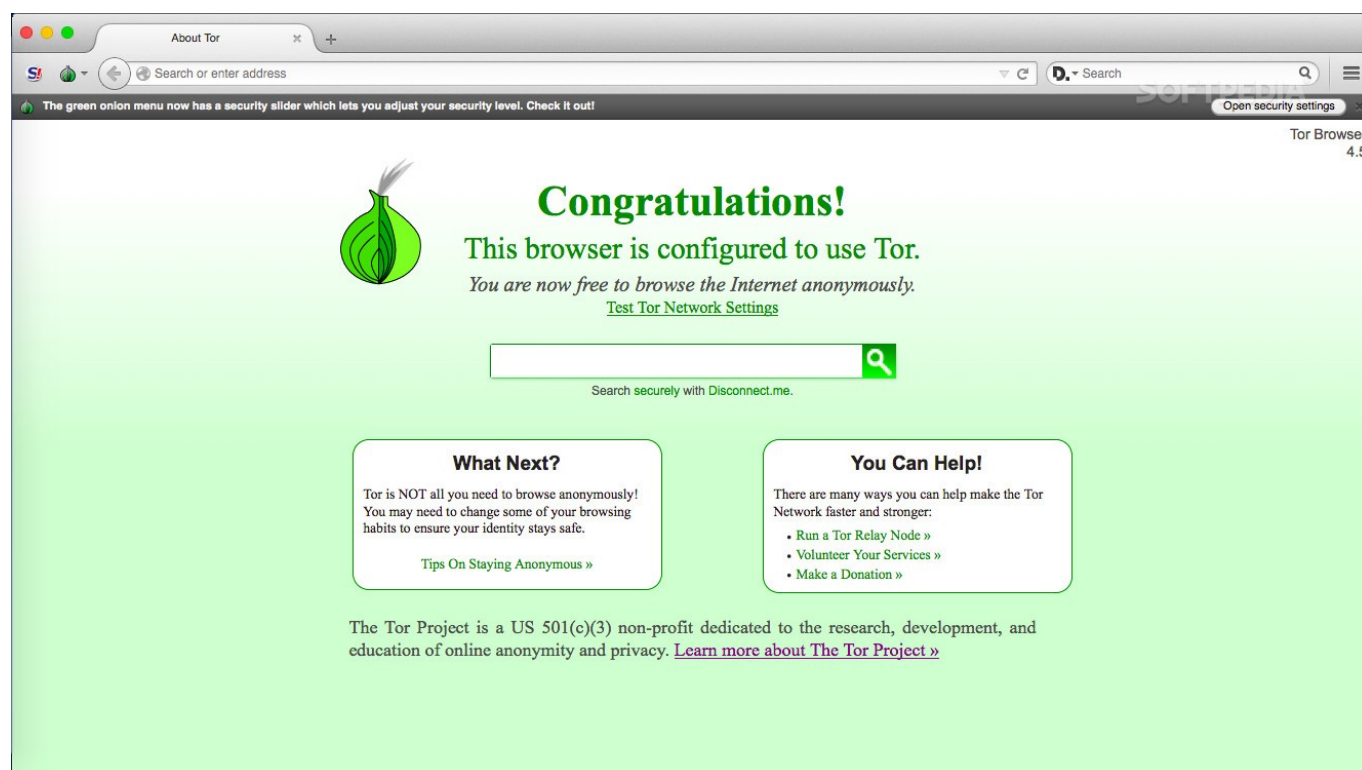 About Tor
S!
Search or enter address
D. Search
SOFTPEDIA
The green onion menu now has a security slider which lets you adjust your security level. Check it out!
Open security settings
Tor Browse
4.5
Congratulations!
This browser is configured to use Tor.
You are now free to browse the Internet anonymously.
Test Tor Network Settings
Search securely with Disconnect.me.
What Next?
Tor is NOT all you need to browse anonymously!
You may need to change some of your browsing
habits to ensure your identity stays safe.
Tips On Staying Anonymous »
You Can Help!
There are many ways you can help make the Tor
Network faster and stronger:
• Run a Tor Relay Node »
• Volunteer Your Services »
• Make a Donation »
The Tor Project is a US 501(c)(3) non-profit dedicated to the research, development, and
education of online anonymity and privacy. Learn more about The Tor Project »